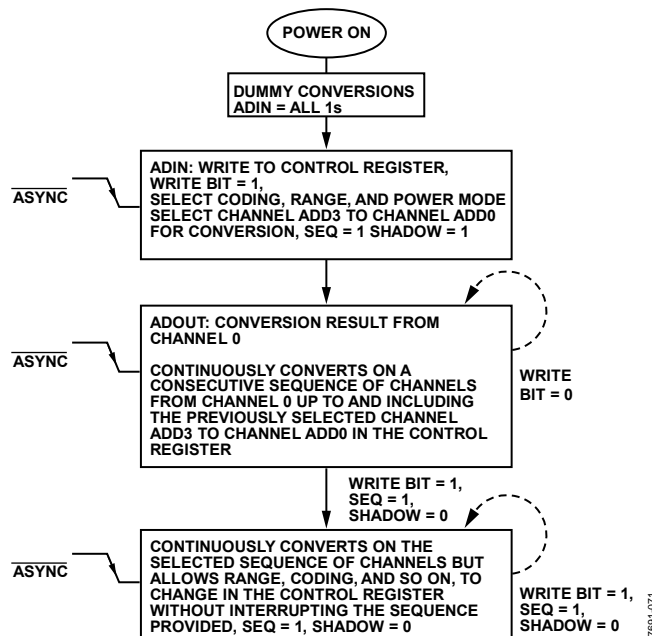 POWER ON
DUMMY CONVERSIONS
ADIN = ALL 1s
ASYNC
ADIN: WRITE TO CONTROL REGISTER,
WRITE BIT = 1,
SELECT CODING, RANGE, AND POWER MODE
SELECT CHANNEL ADD3 TO CHANNEL ADD0
FOR CONVERSION, SEQ = 1 SHADOW = 1
ASYNC
ADOUT: CONVERSION RESULT FROM
CHANNEL 0
CONTINUOUSLY CONVERTS ON A
CONSECUTIVE SEQUENCE OF CHANNELS
FROM CHANNEL 0 UP TO AND INCLUDING
THE PREVIOUSLY SELECTED CHANNEL
ADD3 TO CHANNEL ADD0 IN THE CONTROL
REGISTER
WRITE
BIT = 0
WRITE BIT = 1,
SEQ = 1,
SHADOW = 0
ASYNC
CONTINUOUSLY CONVERTS ON THE
SELECTED SEQUENCE OF CHANNELS BUT
ALLOWS RANGE, CODING, AND SO ON, TO
CHANGE IN THE CONTROL REGISTER
WITHOUT INTERRUPTING THE SEQUENCE
PROVIDED, SEQ = 1, SHADOW = 0
WRITE BIT = 1,
SEQ = 1,
SHADOW = 0